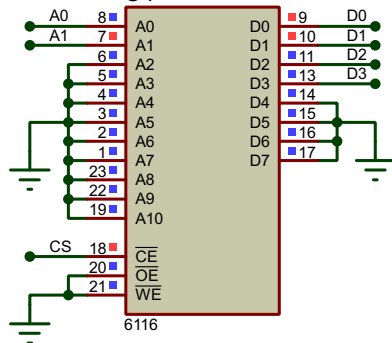 A0 8 A0 D0 9 D0
A1 7 A1 D1 10 D1
6 A2 D2 11 D2
5 A3 D3 13 D3
4 A4 D4 14
3 A5 D5 15
2 A6 D6 16
1 A7 D7 17
23 A8
22 A9
19 A10
CS 18 CE
20 OE
21 WE
6116